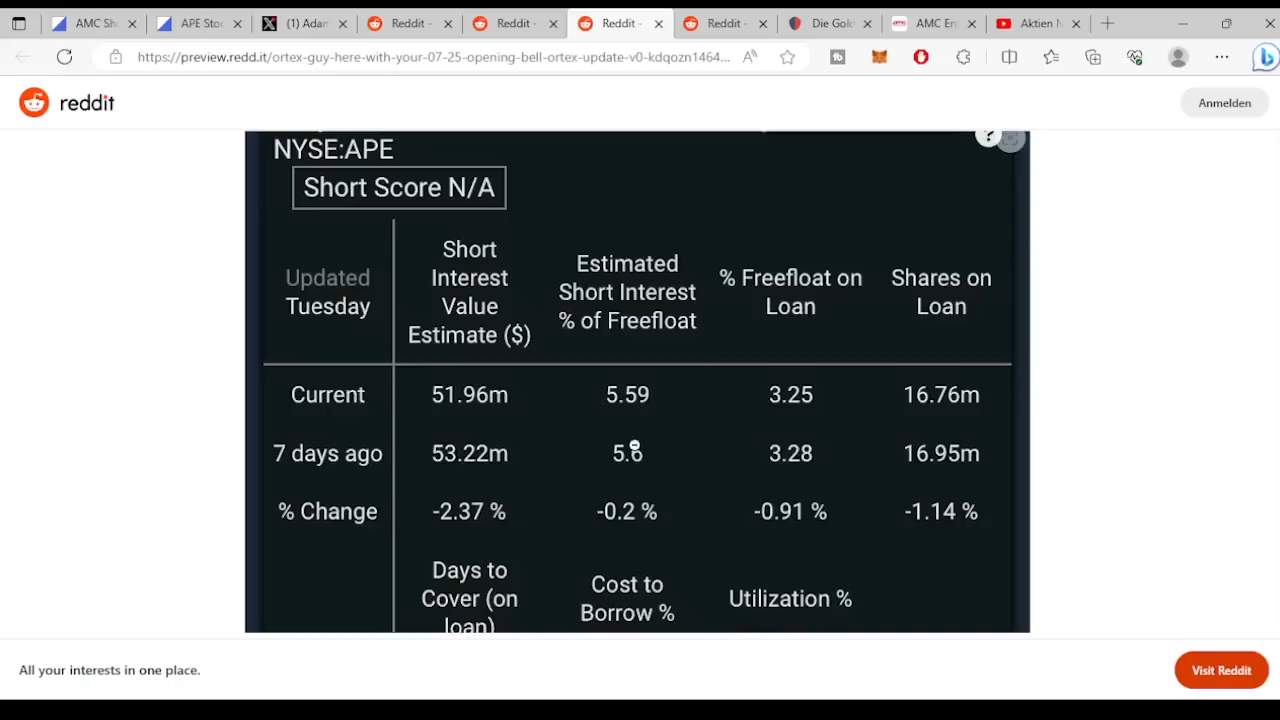 AMC Sh
APE Sto
(1) Adam
Reddit -
Reddit -
Reddit -
Reddit -
Die Gol
AMC En
Aktien N
https://preview.redd.it/ortex-guy-here-with-your-07-25-opening-bell-ortex-update-v0-kdqozn1464...
reddit
Anmelden
NYSE:APE
Short Score N/A
Updated Tuesday
Short Interest Value Estimate ($)
Estimated Short Interest % of Freefloat
% Freefloat on Loan
Shares on Loan
Current 51.96m 5.59 3.25 16.76m
7 days ago 53.22m 5.6 3.28 16.95m
% Change -2.37 % -0.2 % -0.91 % -1.14 %
Days to Cover (on loan)
Cost to Borrow %
Utilization %
All your interests in one place.
Visit Reddit